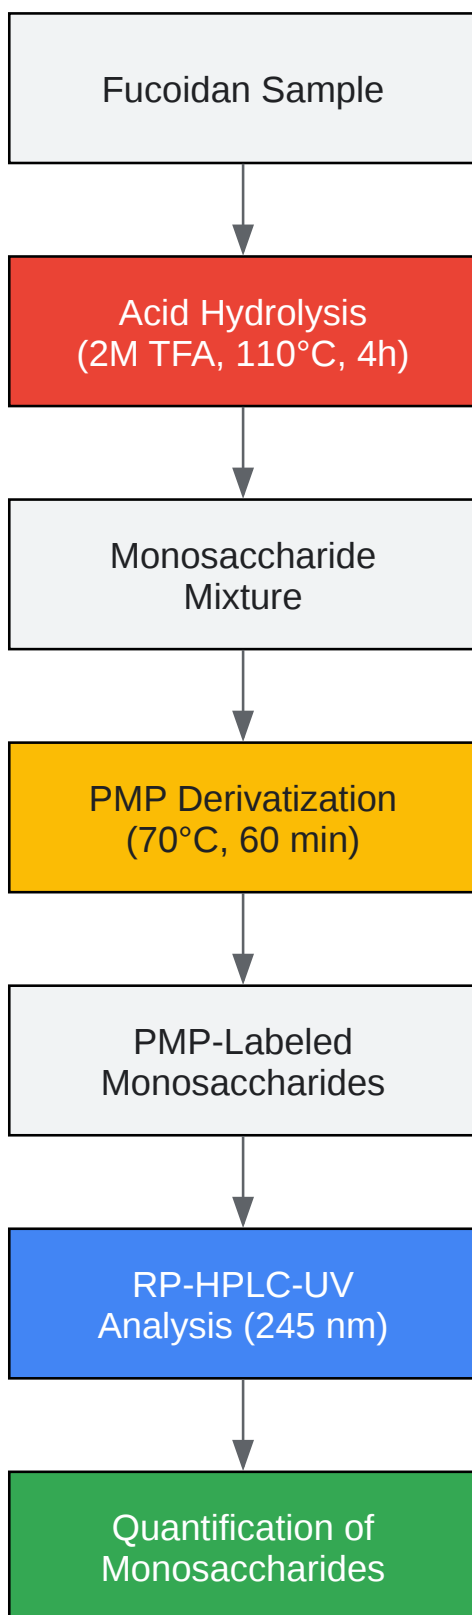 Fucoidan Sample
Acid Hydrolysis
(2M TFA, 110°C, 4h)
Monosaccharide
Mixture
PMP Derivatization
(70°C, 60 min)
PMP-Labeled
Monosaccharides
RP-HPLC-UV
Analysis (245 nm)
Quantification of
Monosaccharides